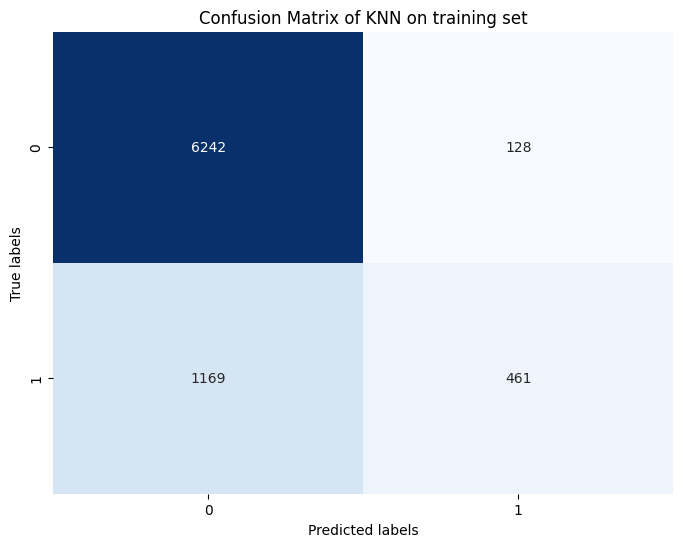 Confusion Matrix of KNN on training set
True labels
0
6242
128
1
1169
461
0
1
Predicted labels